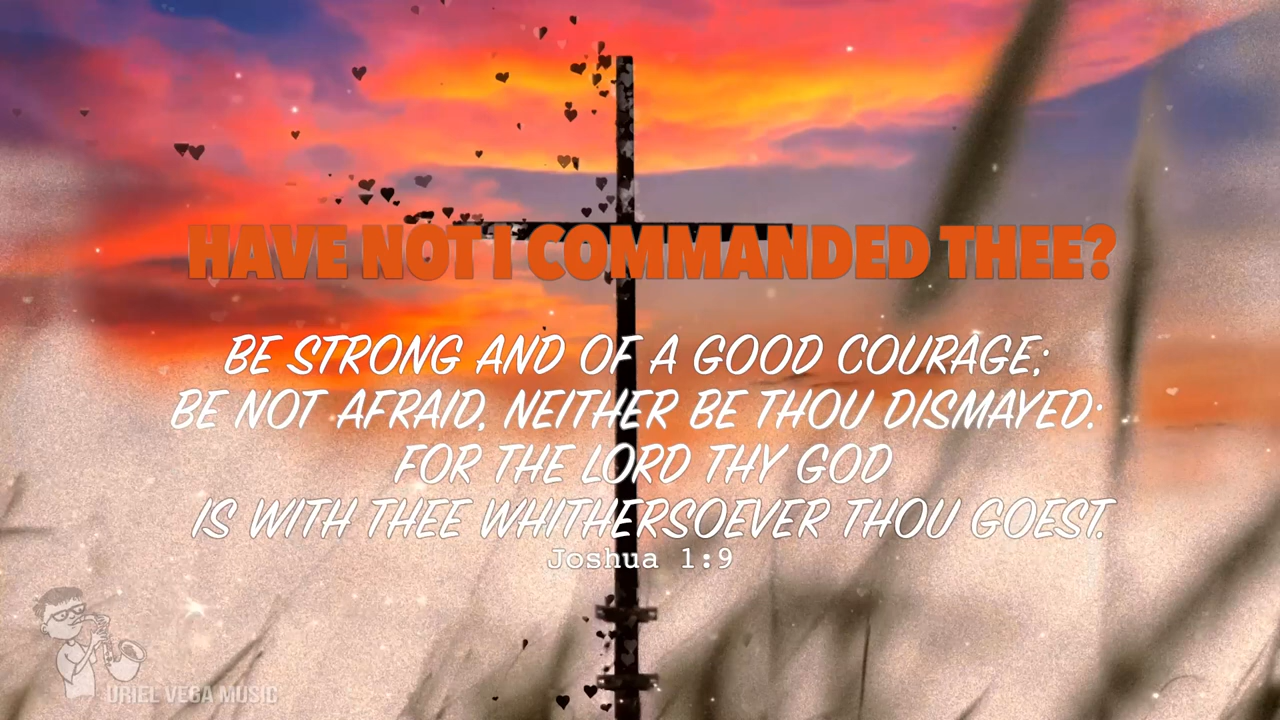 HAVE NOT I COMMANDED THEE?
BE STRONG AND OF A GOOD COURAGE;
BE NOT AFRAID, NEITHER BE THOU DISMAYED:
FOR THE LORD THY GOD
IS WITH THEE WHITHERSOEVER THOU GOEST.
Joshua 1:9
URIEL VEGA MUSIC